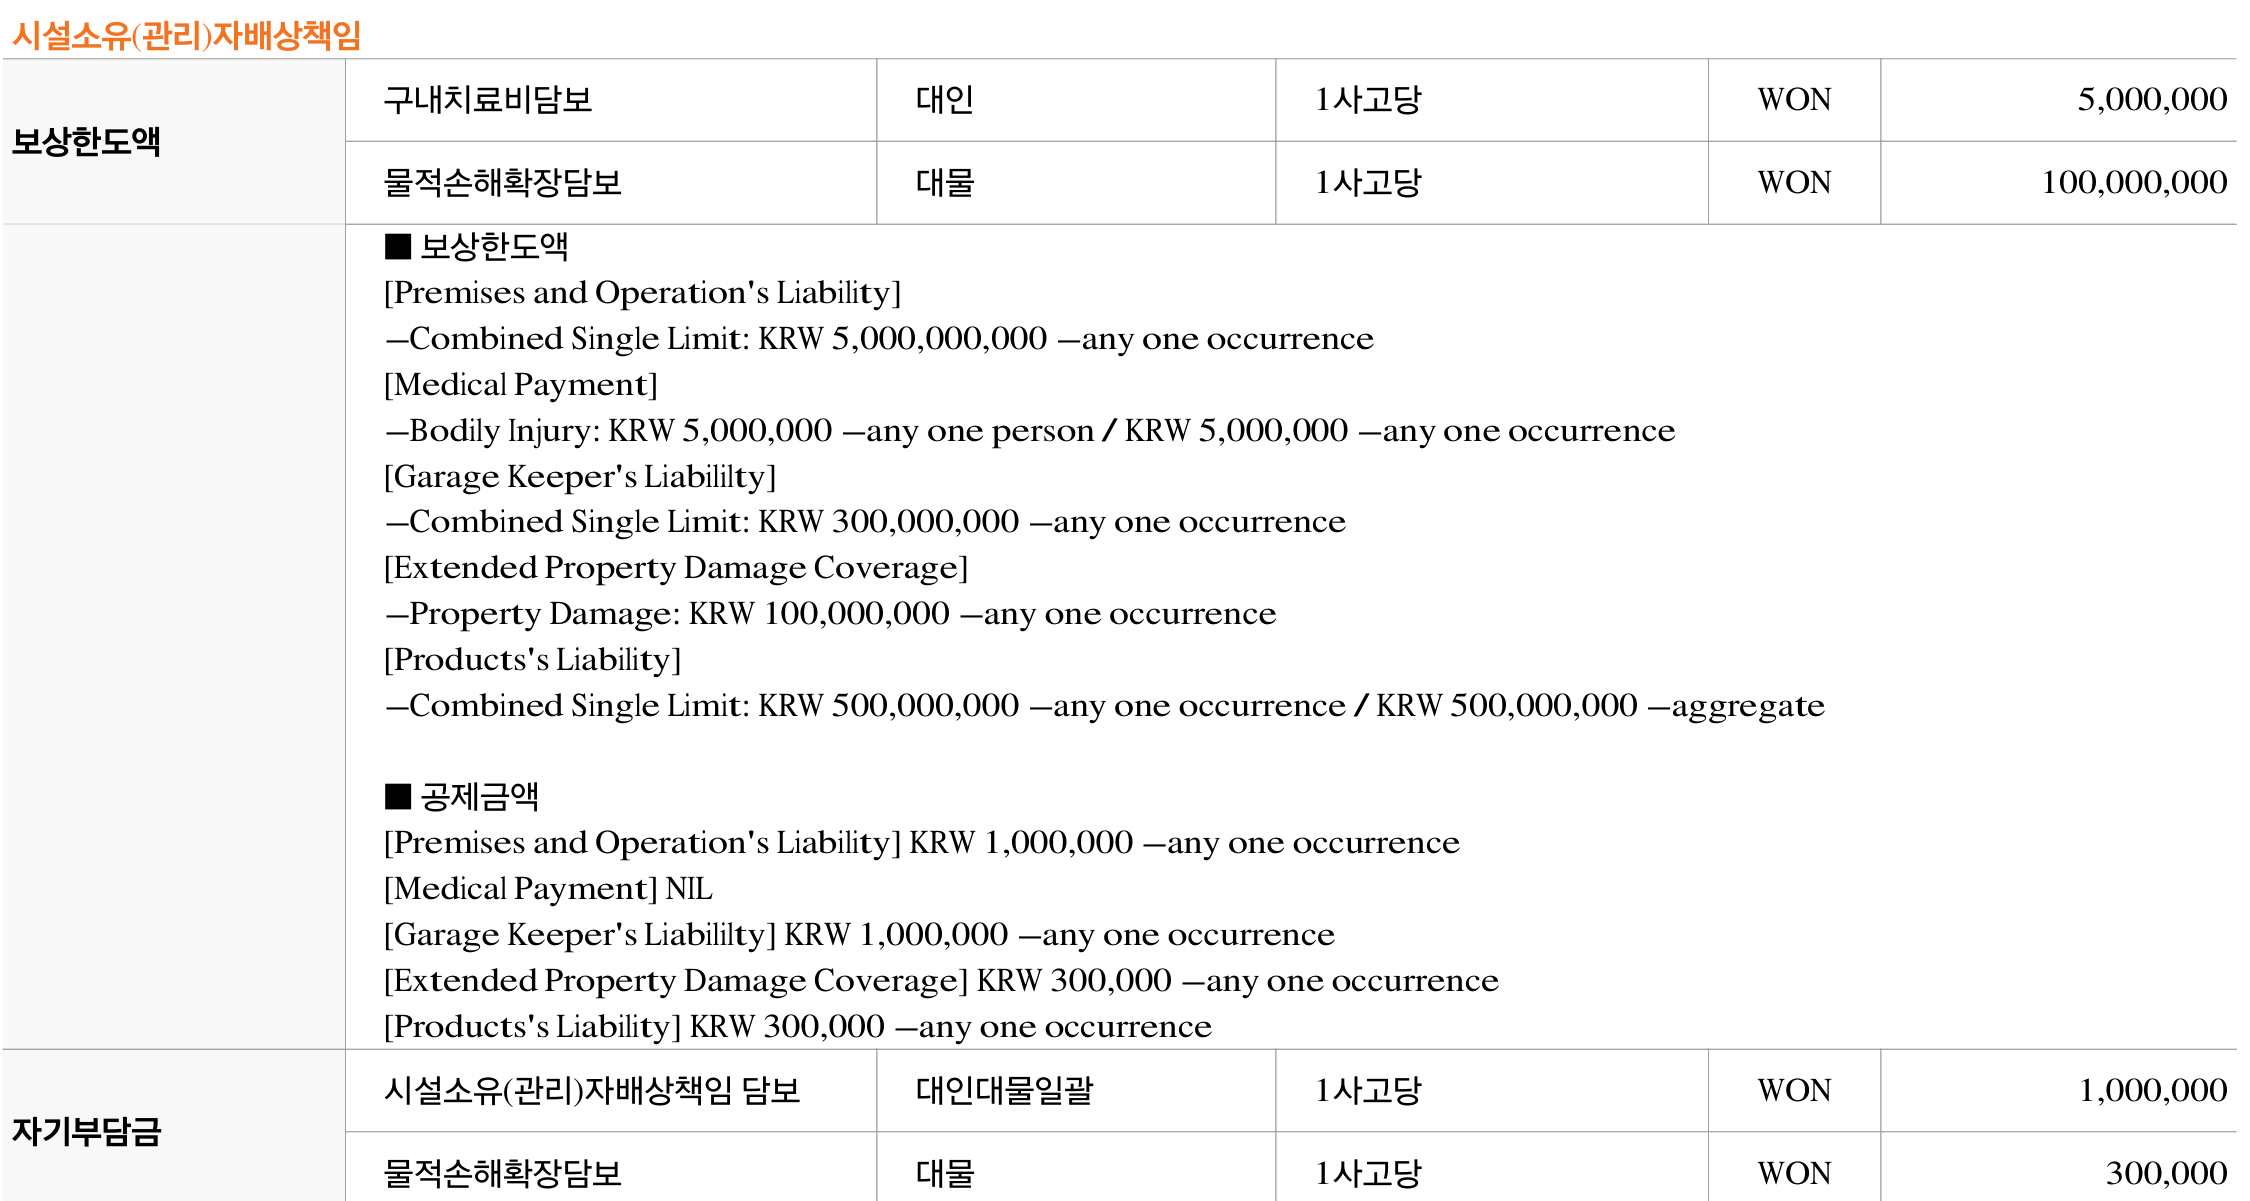 시설소유(관리)자배상책임
보상한도액
구내치료비담보 대인 1사고당 WON 5,000,000
물적손해확장담보 대물 1사고당 WON 100,000,000
■ 보상한도액
[Premises and Operation's Liability]
-Combined Single Limit: KRW 5,000,000,000 -any one occurrence
[Medical Payment]
-Bodily Injury: KRW 5,000,000 -any one person / KRW 5,000,000 -any one occurrence
[Garage Keeper's Liabililty]
-Combined Single Limit: KRW 300,000,000 -any one occurrence
[Extended Property Damage Coverage]
-Property Damage: KRW 100,000,000 -any one occurrence
[Products's Liability]
-Combined Single Limit: KRW 500,000,000 -any one occurrence / KRW 500,000,000 -aggregate
■ 공제금액
[Premises and Operation's Liability] KRW 1,000,000 -any one occurrence
[Medical Payment] NIL
[Garage Keeper's Liabililty] KRW 1,000,000 -any one occurrence
[Extended Property Damage Coverage] KRW 300,000 -any one occurrence
[Products's Liability] KRW 300,000 -any one occurrence
자기부담금
시설소유(관리)자배상책임 담보 대인대물일괄 1사고당 WON 1,000,000
물적손해확장담보 대물 1사고당 WON 300,000